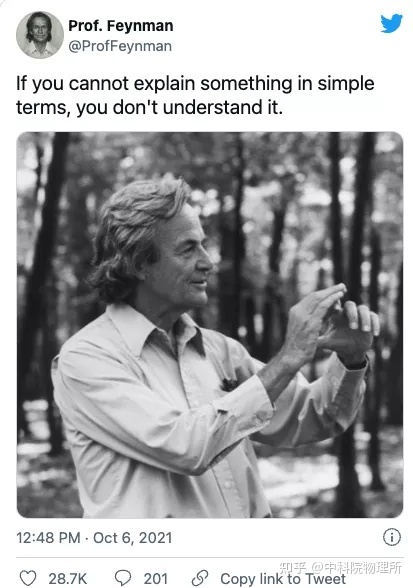 Prof. Feynman
@ProfFeynman
If you cannot explain something in simple
terms, you don't understand it.
12:48 PM · Oct 6, 2021
知乎 @中科院物理所
28.7K
201
Copy link to Tweet